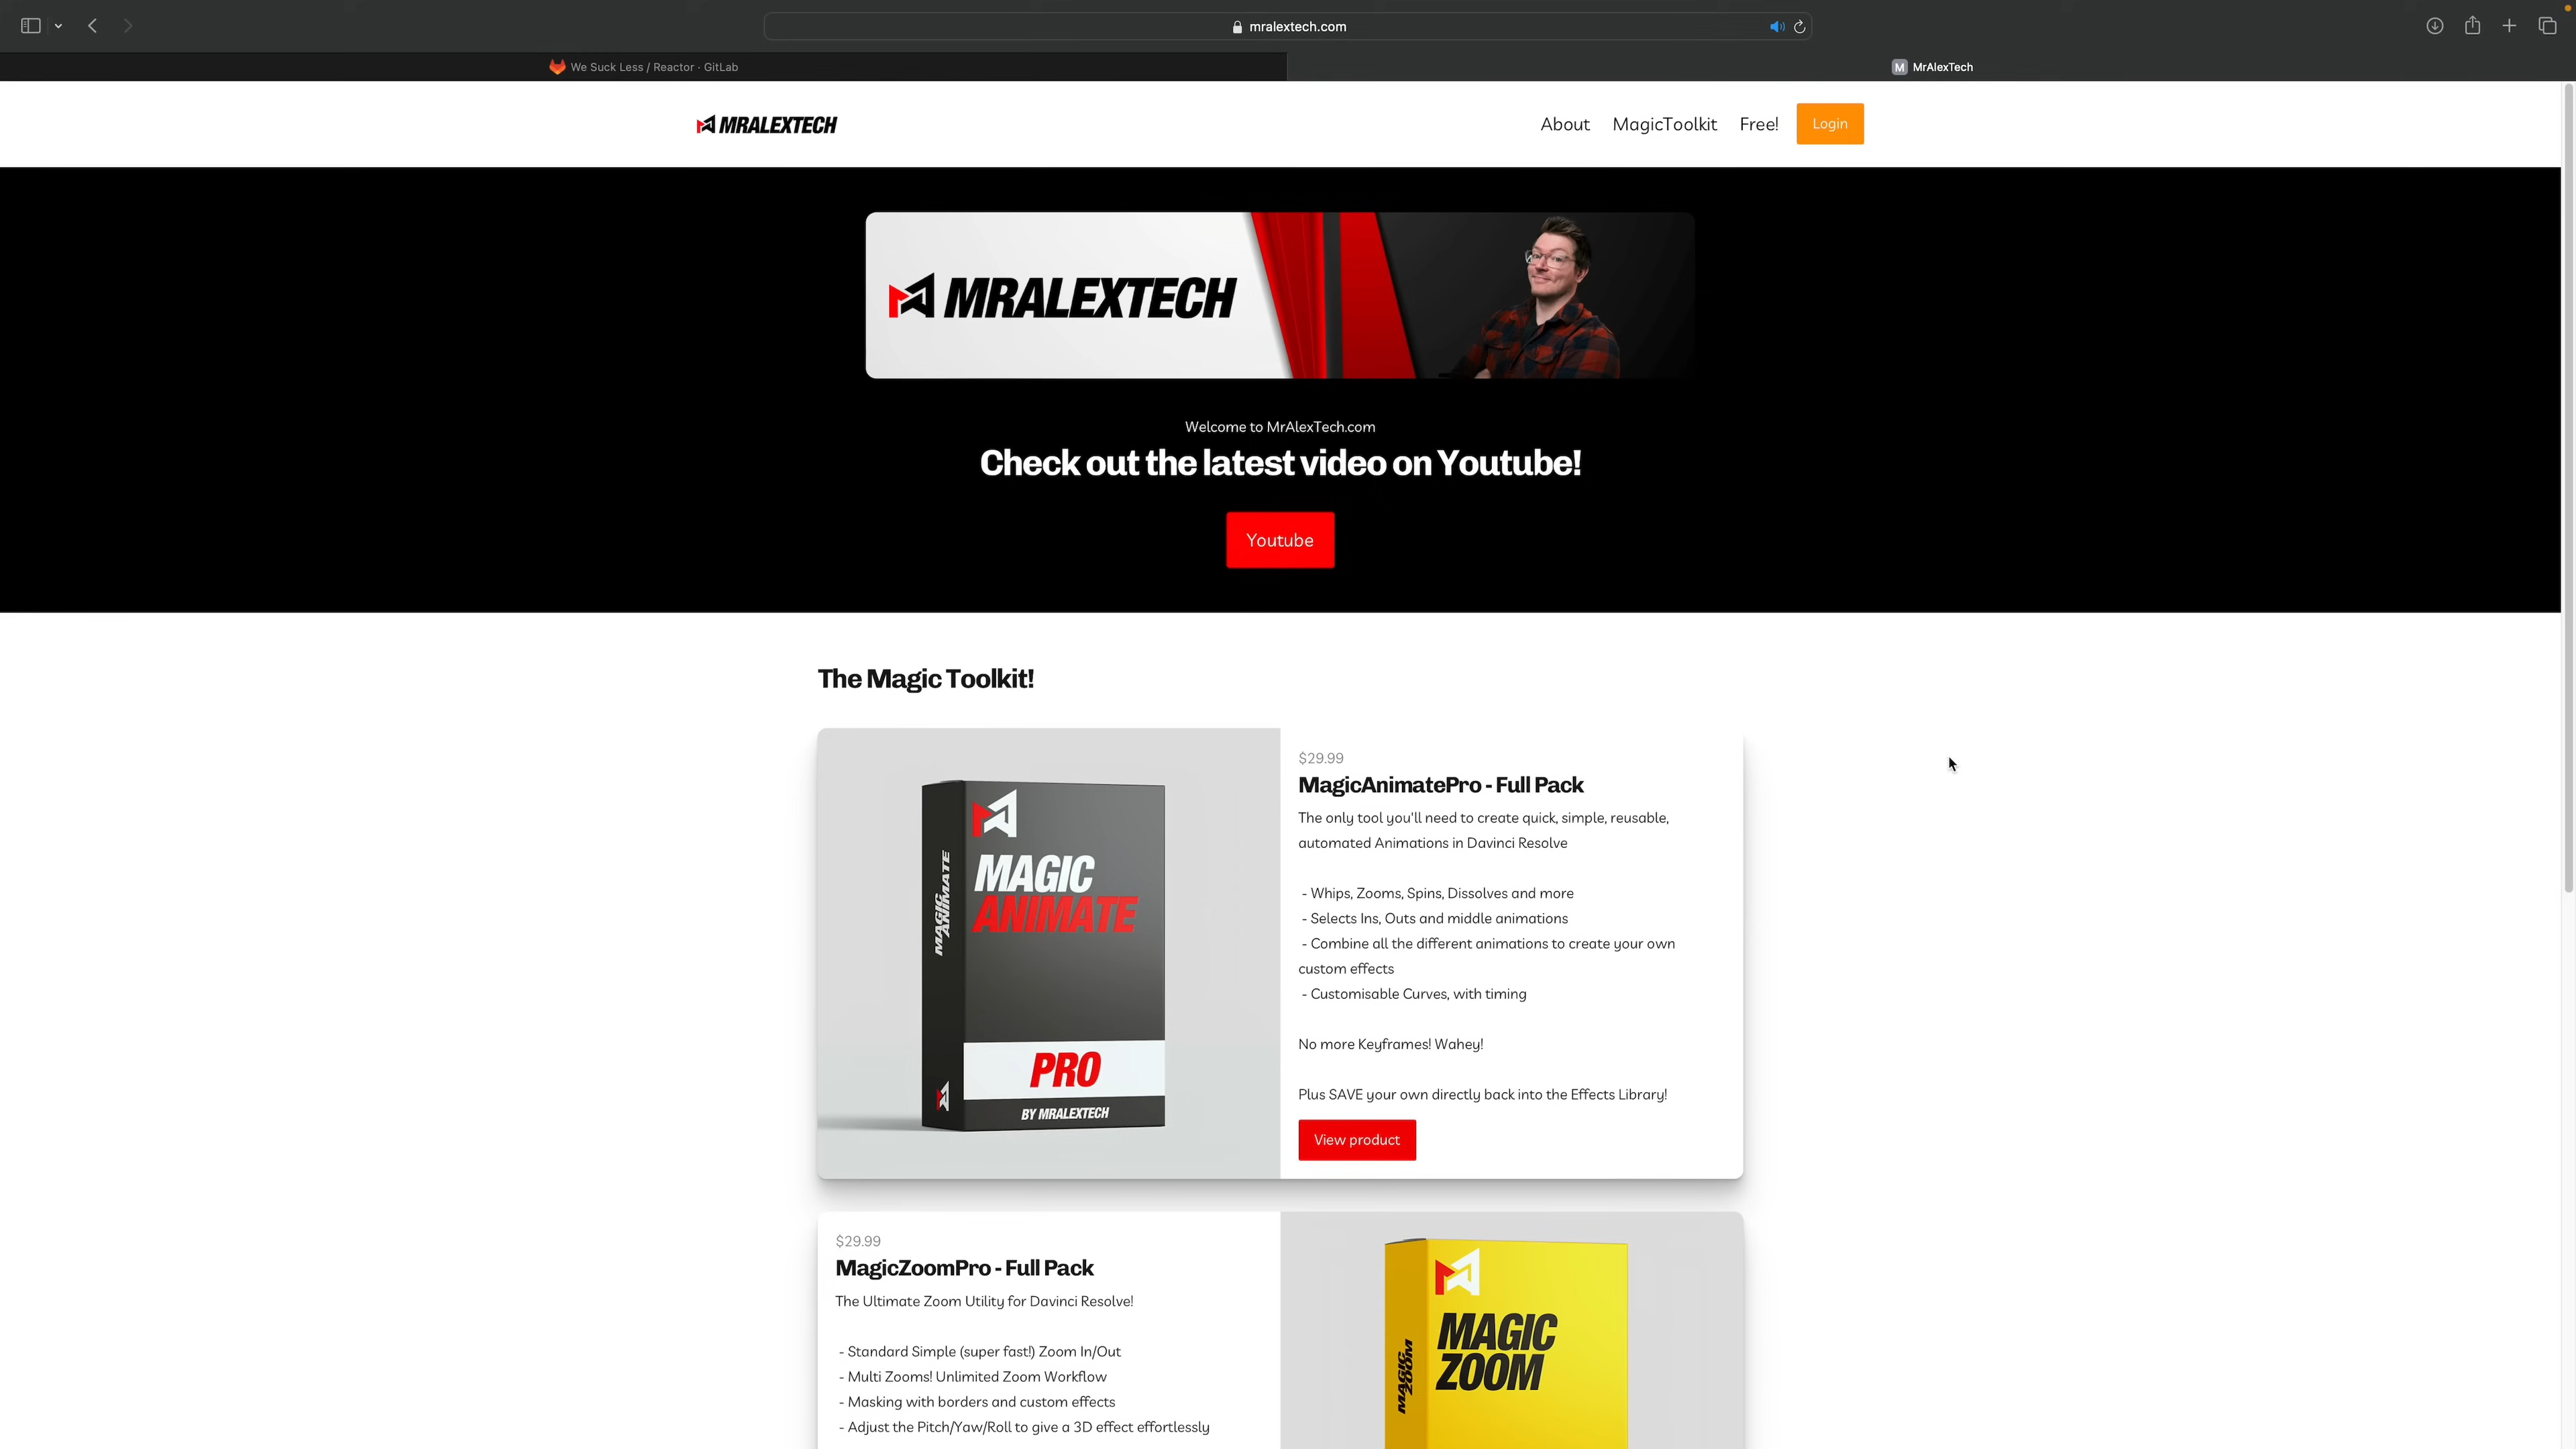 mralextech.com
We Suck Less / Reactor · GitLab
M MrAlexTech
MRALEXTECH
About
MagicToolkit
Free!
Login
MRALEXTECH
Welcome to MrAlexTech.com
Check out the latest video on Youtube!
Youtube
The Magic Toolkit!
MAGIC
ANIMATE
MAGIC
ANIMATE
PRO
BY MRALEXTECH
$29.99
MagicAnimatePro - Full Pack
The only tool you'll need to create quick, simple, reusable,
automated Animations in Davinci Resolve
- Whips, Zooms, Spins, Dissolves and more
- Selects Ins, Outs and middle animations
- Combine all the different animations to create your own
custom effects
- Customisable Curves, with timing
No more Keyframes! Wahey!
Plus SAVE your own directly back into the Effects Library!
View product
$29.99
MagicZoomPro - Full Pack
The Ultimate Zoom Utility for Davinci Resolve!
- Standard Simple (super fast!) Zoom In/Out
- Multi Zooms! Unlimited Zoom Workflow
- Masking with borders and custom effects
- Adjust the Pitch/Yaw/Roll to give a 3D effect effortlessly
MAGIC
ZOOM
MAGIC
ZOOM